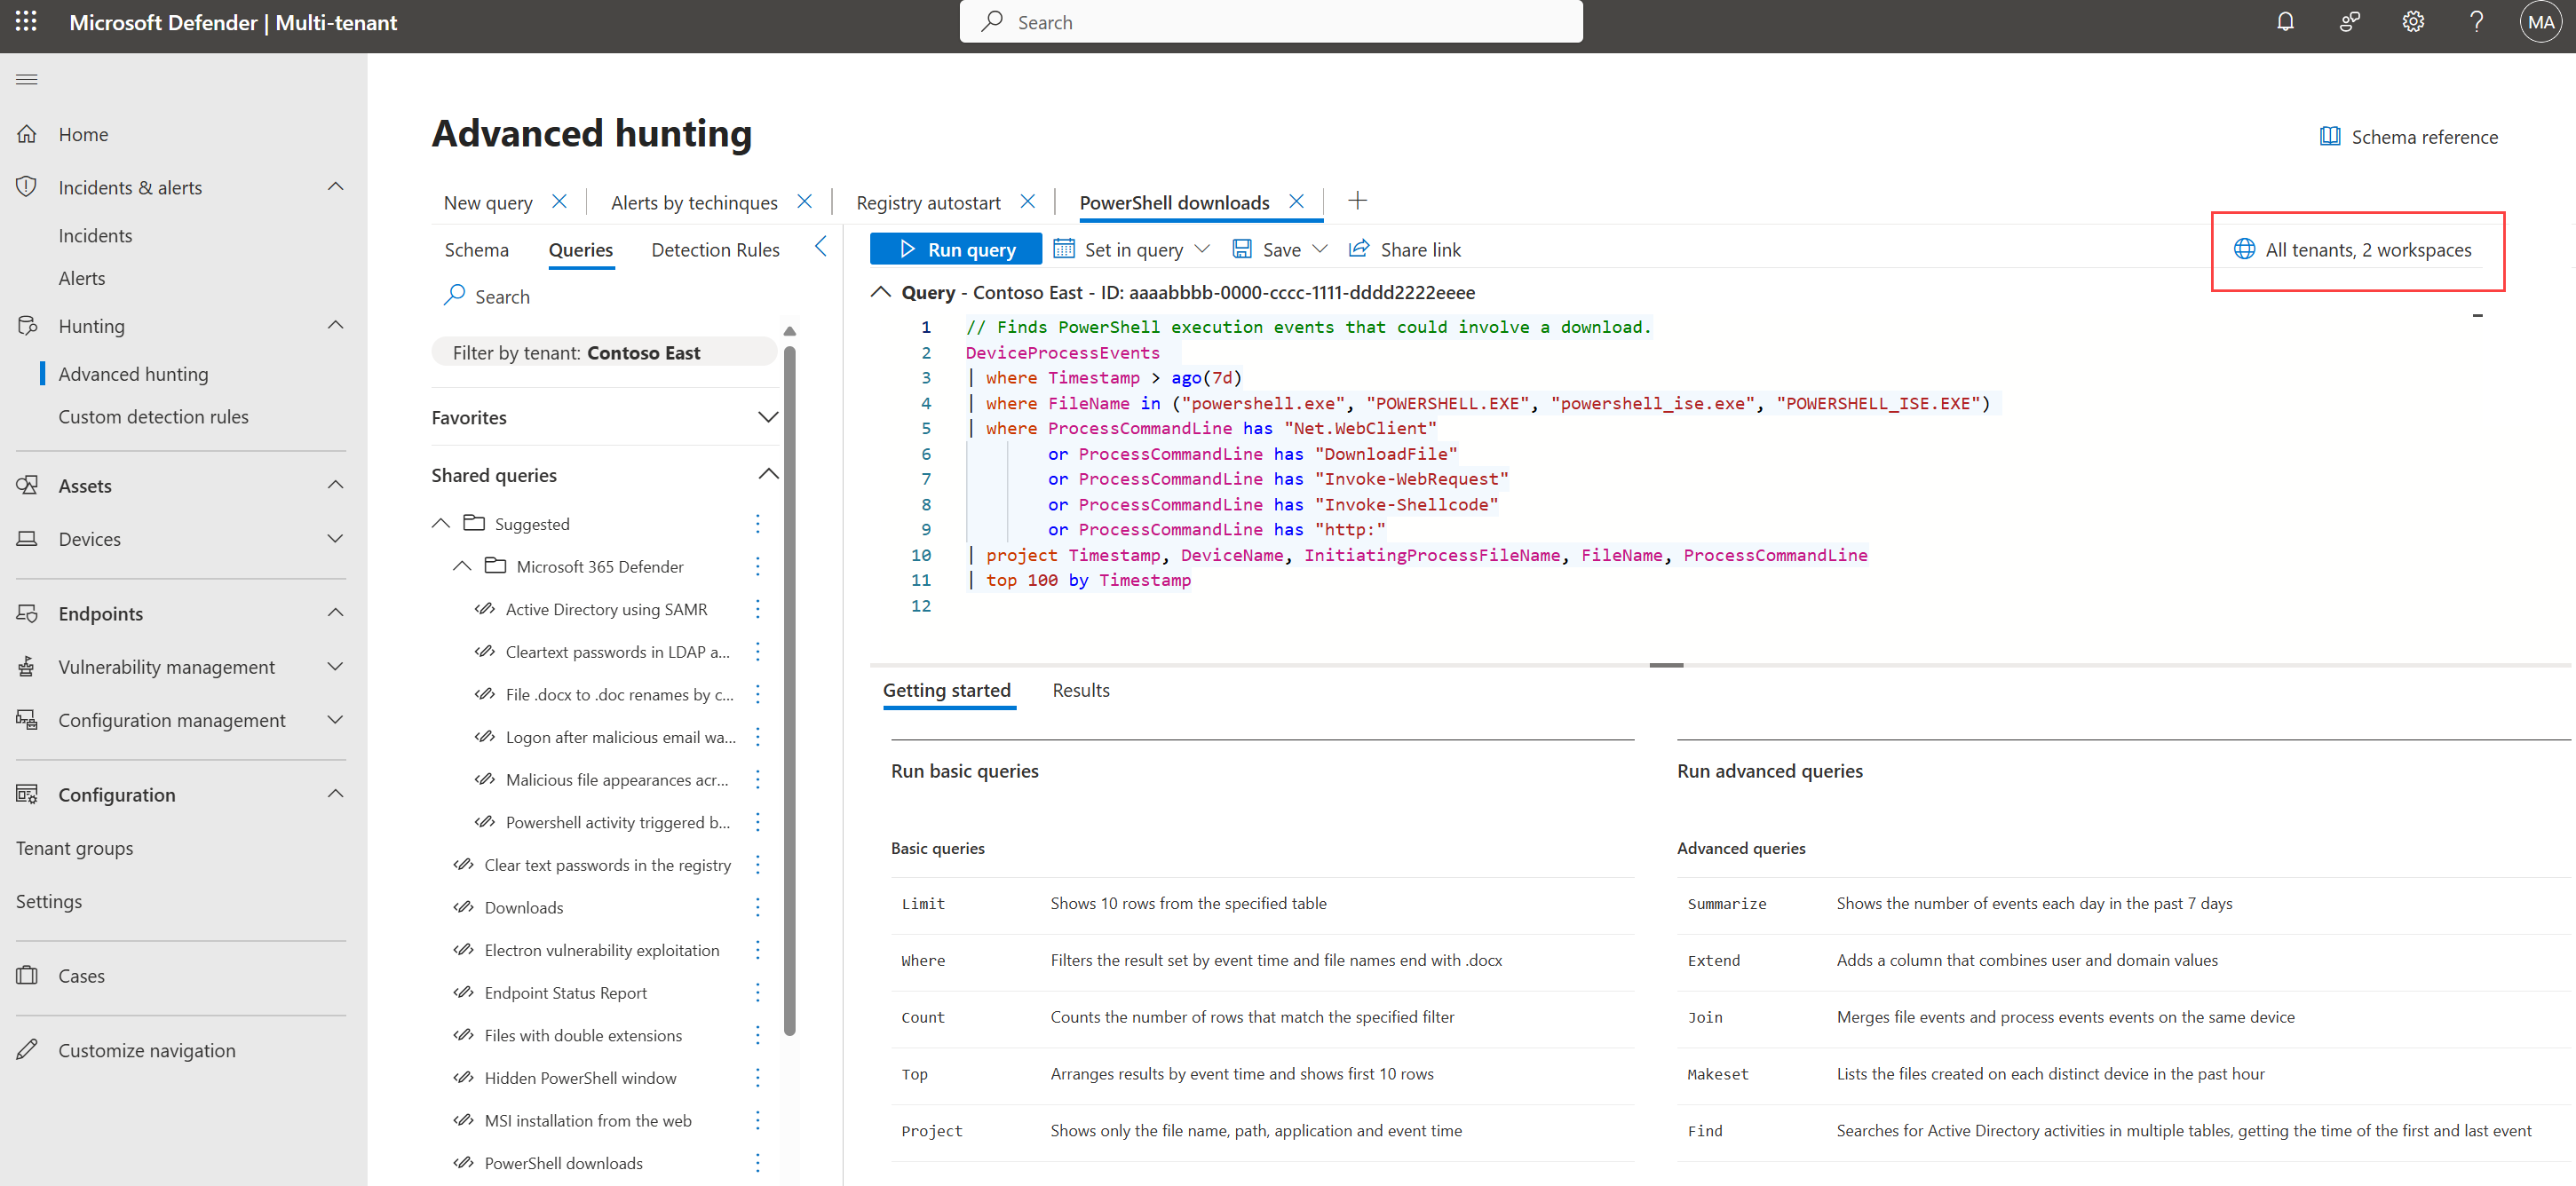 Microsoft Defender | Multi-tenant
Search
MA
Home
Incidents & alerts
Incidents
Alerts
Hunting
Advanced hunting
Custom detection rules
Assets
Devices
Endpoints
Vulnerability management
Configuration management
Configuration
Tenant groups
Settings
Cases
Customize navigation
Advanced hunting
Schema reference
New query
Alerts by techinques
Registry autostart
PowerShell downloads
Schema
Queries
Detection Rules
Search
Filter by tenant: Contoso East
Favorites
Shared queries
Suggested
Microsoft 365 Defender
Active Directory using SAMR
Cleartext passwords in LDAP a...
File .docx to .doc renames by c...
Logon after malicious email wa...
Malicious file appearances acr...
Powershell activity triggered b...
Clear text passwords in the registry
Downloads
Electron vulnerability exploitation
Endpoint Status Report
Files with double extensions
Hidden PowerShell window
MSI installation from the web
PowerShell downloads
Run query
Set in query
Save
Share link
All tenants, 2 workspaces
Query - Contoso East - ID: aaaabbbb-0000-cccc-1111-dddd2222eeee
1 // Finds PowerShell execution events that could involve a download.
2 DeviceProcessEvents
3 | where Timestamp > ago(7d)
4 | where FileName in ("powershell.exe", "POWERSHELL.EXE", "powershell_ise.exe", "POWERSHELL_ISE.EXE")
5 | where ProcessCommandLine has "Net.WebClient"
6 or ProcessCommandLine has "DownloadFile"
7 or ProcessCommandLine has "Invoke-WebRequest"
8 or ProcessCommandLine has "Invoke-Shellcode"
9 or ProcessCommandLine has "http:"
10 | project Timestamp, DeviceName, InitiatingProcessFileName, FileName, ProcessCommandLine
11 | top 100 by Timestamp
12
Getting started
Results
Run basic queries
Basic queries
Limit Shows 10 rows from the specified table
Where Filters the result set by event time and file names end with .docx
Count Counts the number of rows that match the specified filter
Top Arranges results by event time and shows first 10 rows
Project Shows only the file name, path, application and event time
Run advanced queries
Advanced queries
Summarize Shows the number of events each day in the past 7 days
Extend Adds a column that combines user and domain values
Join Merges file events and process events events on the same device
Makeset Lists the files created on each distinct device in the past hour
Find Searches for Active Directory activities in multiple tables, getting the time of the first and last event